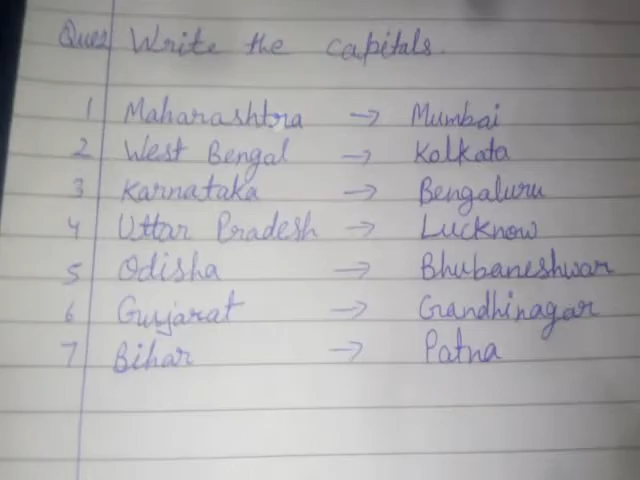 Ques Write the capitals.
1 Maharashtra → Mumbai
2 West Bengal → Kolkata
3 Karnataka → Bengaluru
4 Uttar Pradesh → Lucknow
5 Odisha → Bhubaneshwar
6 Gujarat → Gandhinagar
7 Bihar → Patna